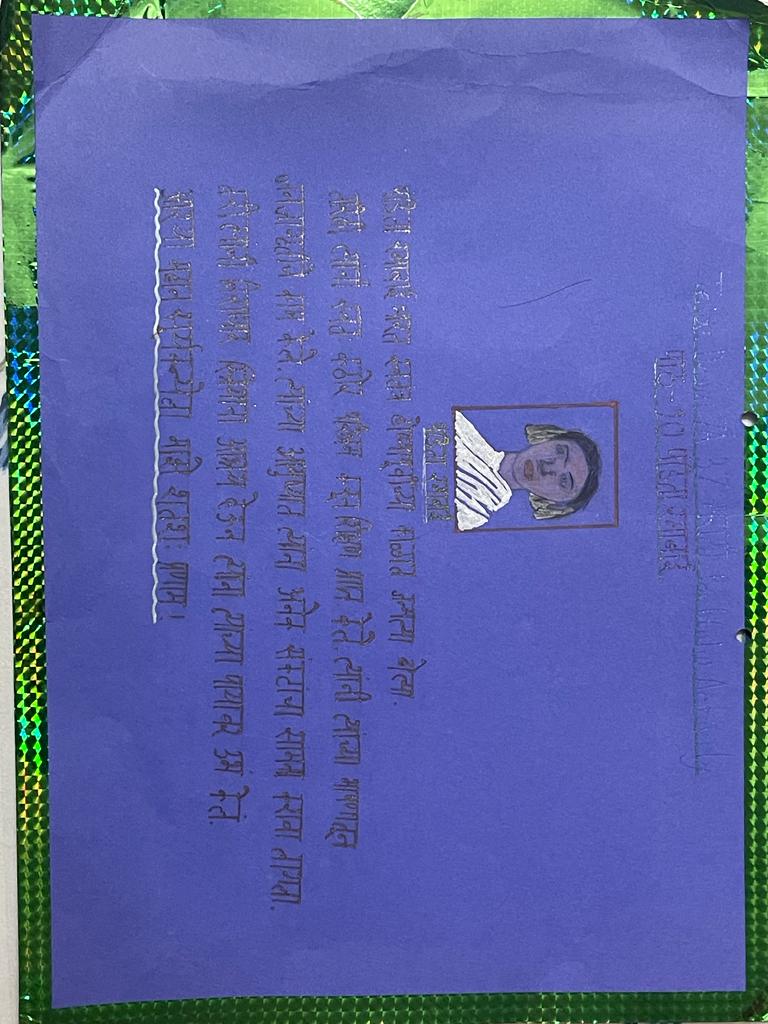 पाठ-१० पंडिता रमाबाई
पंडिता रमाबाई
पंडिता रमाबाई भारत स्वतंत्र होण्यापूर्वीच्या काळात जन्मल्या होत्या.
तरीही त्यांनी स्वतः कठोर परिश्रम करून शिक्षण प्राप्त केले. त्यांनी त्यांच्या भाषणातून
जनजागृतीचे काम केले. त्यांच्या आयुष्यात त्यांना अनेक संकटांचा सामना करावा लागला.
तरी त्यांनी निराधार स्त्रियांना आश्रय देऊन त्यांना त्यांच्या पायावर उभं केलं.
अशा महान सूर्यकन्येला माझे शतशः प्रणाम!